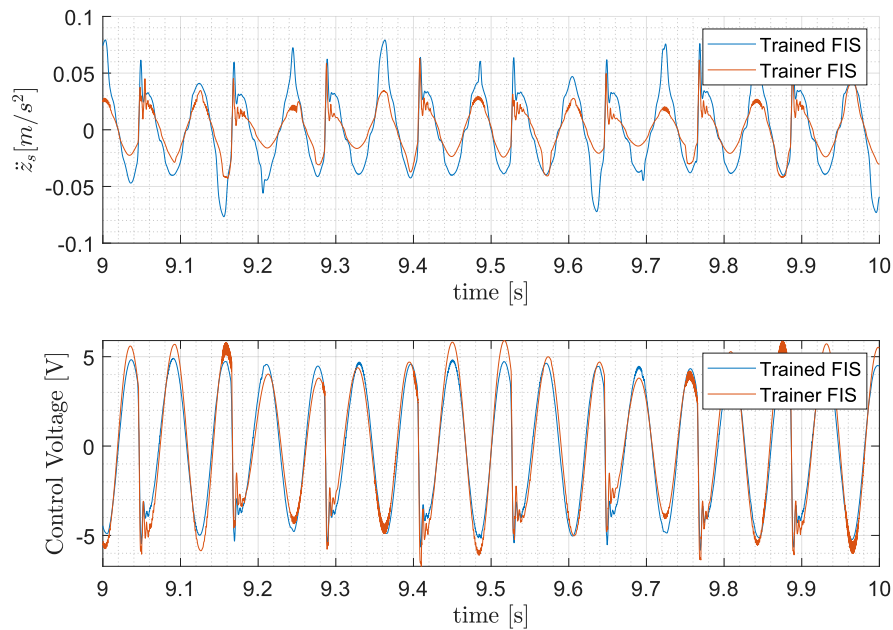 0.1
0.05
0
-0.05
-0.1
z̈ₛ[m/s²]
Trained FIS
Trainer FIS
9 9.1 9.2 9.3 9.4 9.5 9.6 9.7 9.8 9.9 10
time [s]
5
0
-5
Control Voltage [V]
Trained FIS
Trainer FIS
9 9.1 9.2 9.3 9.4 9.5 9.6 9.7 9.8 9.9 10
time [s]